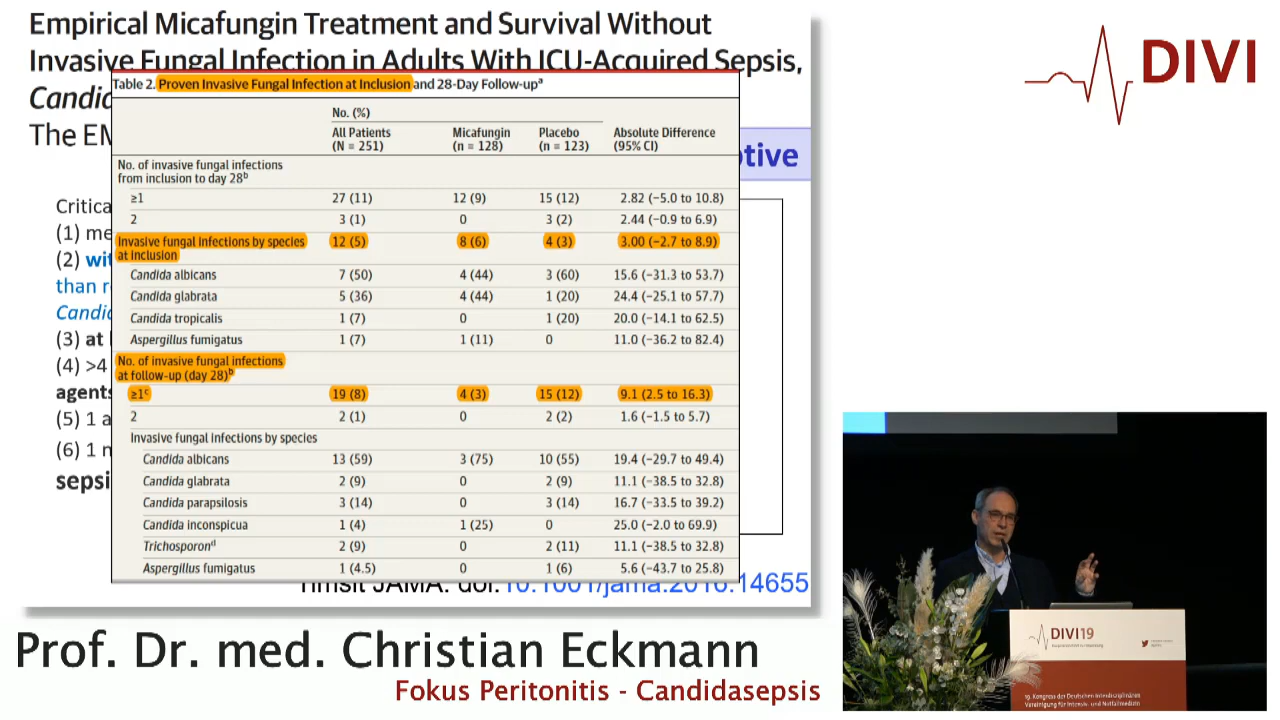 Empirical Micafungin Treatment and Survival Without
Invasive Fungal Infection in Adults With ICU-Acquired Sepsis,
The EM
DIVI
Table 2. Proven Invasive Fungal Infection at Inclusion and 28-Day Follow-upᵃ
No. (%)
All Patients (N = 251) Micafungin (n = 128) Placebo (n = 123) Absolute Difference (95% CI)
No. of invasive fungal infections
from inclusion to day 28ᵇ
≥1 27 (11) 12 (9) 15 (12) 2.82 (−5.0 to 10.8)
2 3 (1) 0 3 (2) 2.44 (−0.9 to 6.9)
Invasive fungal infections by species 12 (5) 8 (6) 4 (3) 3.00 (−2.7 to 8.9)
at inclusion
Candida albicans 7 (50) 4 (44) 3 (60) 15.6 (−31.3 to 53.7)
Candida glabrata 5 (36) 4 (44) 1 (20) 24.4 (−25.1 to 57.7)
Candida tropicalis 1 (7) 0 1 (20) 20.0 (−14.1 to 62.5)
Aspergillus fumigatus 1 (7) 1 (11) 0 11.0 (−36.2 to 82.4)
No. of invasive fungal infections
at follow-up (day 28)ᵇ
≥1ᶜ 19 (8) 4 (3) 15 (12) 9.1 (2.5 to 16.3)
2 2 (1) 0 2 (2) 1.6 (−1.5 to 5.7)
Invasive fungal infections by species
Candida albicans 13 (59) 3 (75) 10 (55) 19.4 (−29.7 to 49.4)
Candida glabrata 2 (9) 0 2 (9) 11.1 (−38.5 to 32.8)
Candida parapsilosis 3 (14) 0 3 (14) 16.7 (−33.5 to 39.2)
Candida inconspicua 1 (4) 1 (25) 0 25.0 (−2.0 to 69.9)
Trichosporonᵈ 2 (9) 0 2 (11) 11.1 (−38.5 to 32.8)
Aspergillus fumigatus 1 (4.5) 0 1 (6) 5.6 (−43.7 to 25.8)
Candid
tive
Critica
(1) me
(2) wit
than r
Candid
(3) at
(4) >4
agents
(5) 1 a
(6) 1 n
sepsi
JAMA. doi:10.1001/jama.2016.14655
Prof. Dr. med. Christian Eckmann
Fokus Peritonitis - Candidasepsis
DIVI19
19. Kongress der Deutschen Interdisziplinären
Vereinigung für Intensiv- und Notfallmedizin